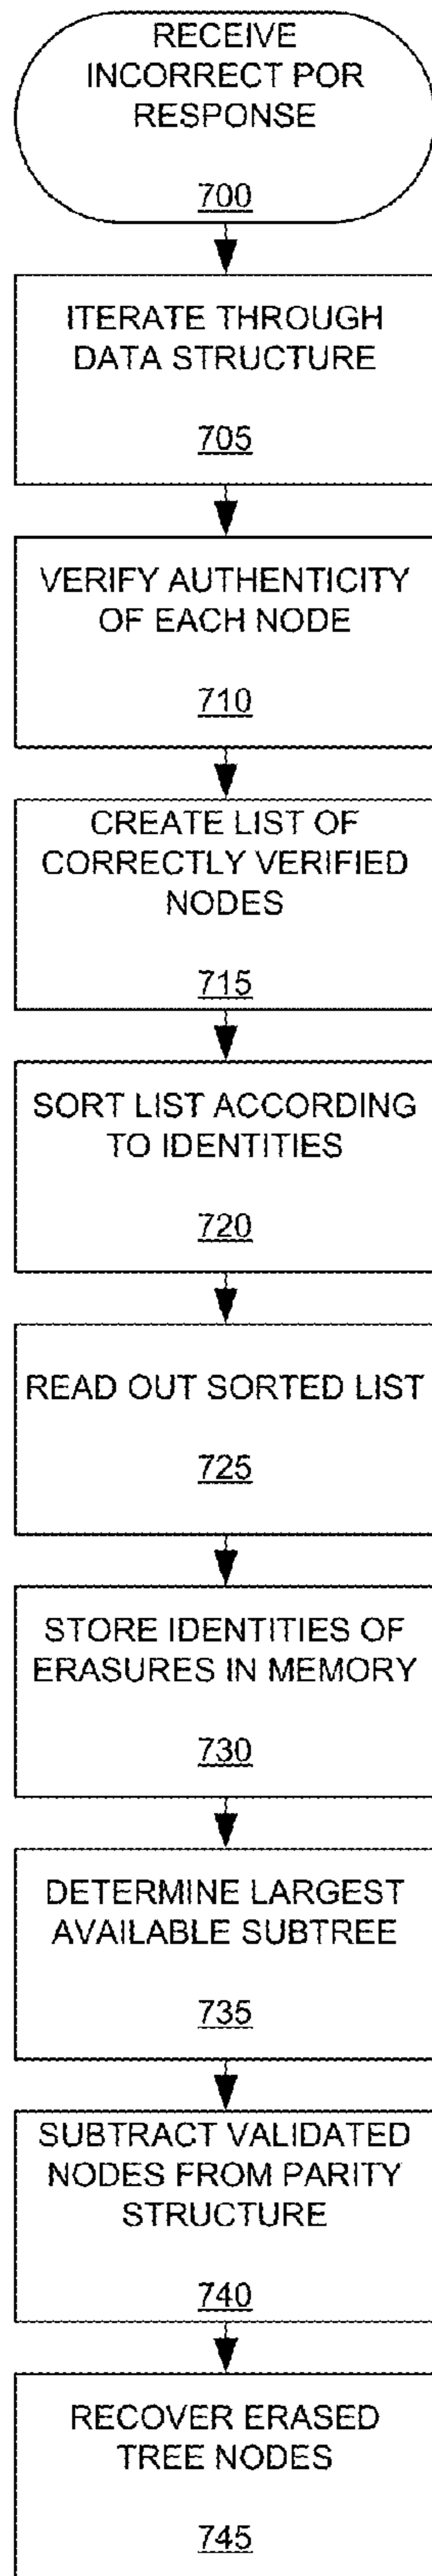 RECEIVE
INCORRECT POR
RESPONSE
700
ITERATE THROUGH
DATA STRUCTURE
705
VERIFY AUTHENTICITY
OF EACH NODE
710
CREATE LIST OF
CORRECTLY VERIFIED
NODES
715
SORT LIST ACCORDING
TO IDENTITIES
720
READ OUT SORTED LIST
725
STORE IDENTITIES OF
ERASURES IN MEMORY
730
DETERMINE LARGEST
AVAILABLE SUBTREE
735
SUBTRACT VALIDATED
NODES FROM PARITY
STRUCTURE
740
RECOVER ERASED
TREE NODES
745